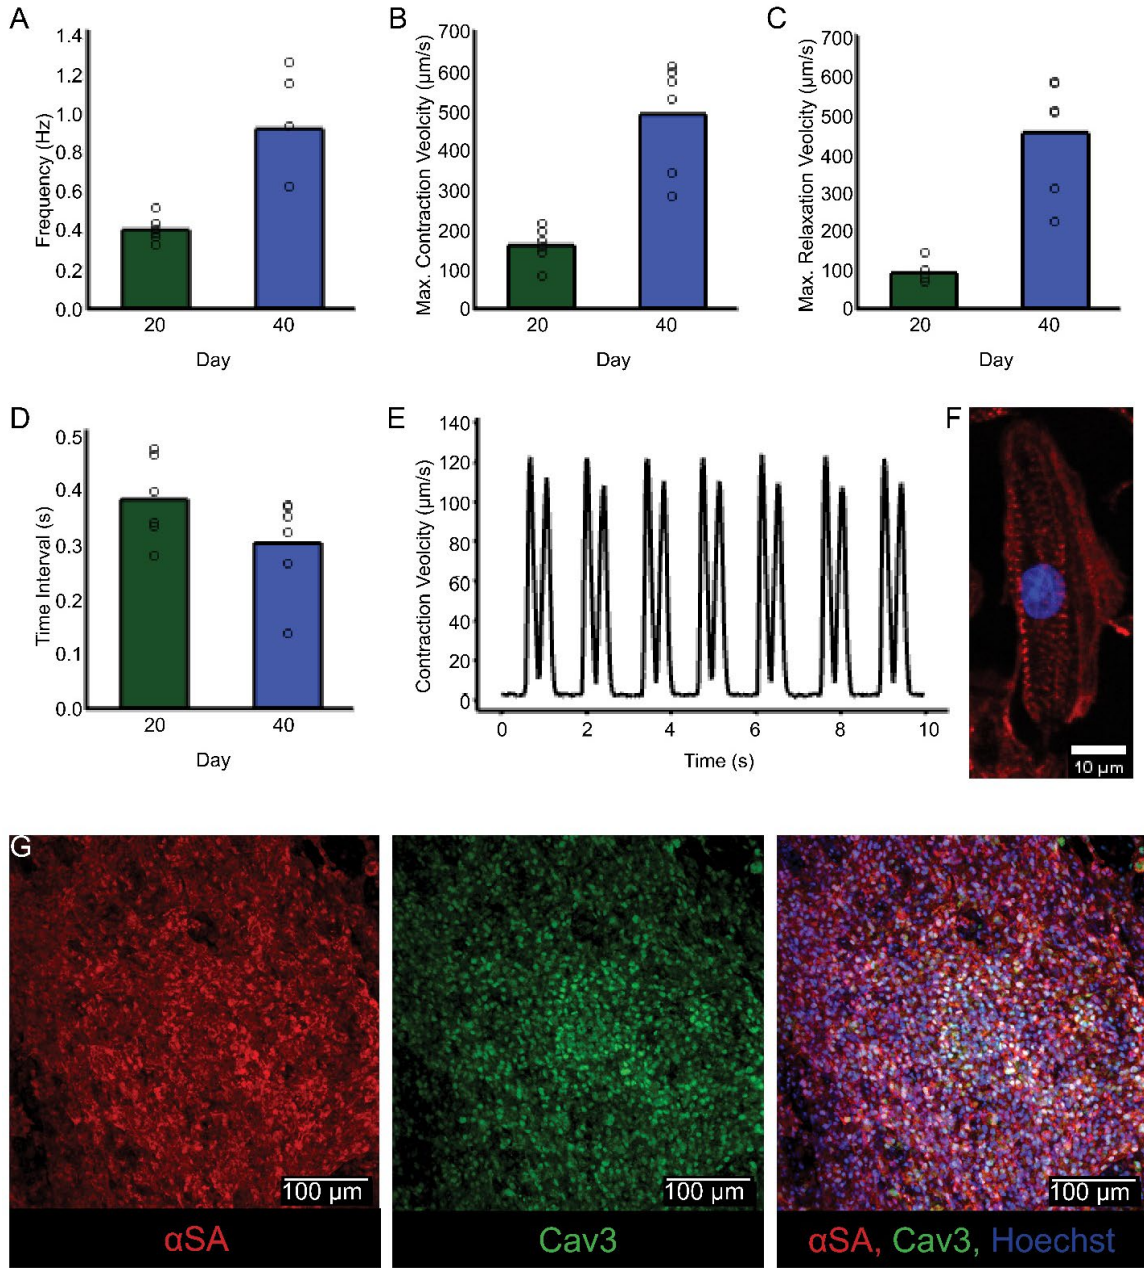 A
Frequency (Hz)
1.4
1.2
1.0
0.8
0.6
0.4
0.2
0.0
20
40
Day
B
Max. Contraction Veolcity (µm/s)
700
600
500
400
300
200
100
0
20
40
Day
C
Max. Relaxation Veolcity (µm/s)
700
600
500
400
300
200
100
0
20
40
Day
D
Time Interval (s)
0.5
0.4
0.3
0.2
0.1
0.0
20
40
Day
E
Contraction Veolcity (µm/s)
140
120
100
80
60
40
20
0
0 2 4 6 8 10
Time (s)
F
10 µm
G
100 µm
100 µm
100 µm
αSA
Cav3
αSA, Cav3, Hoechst